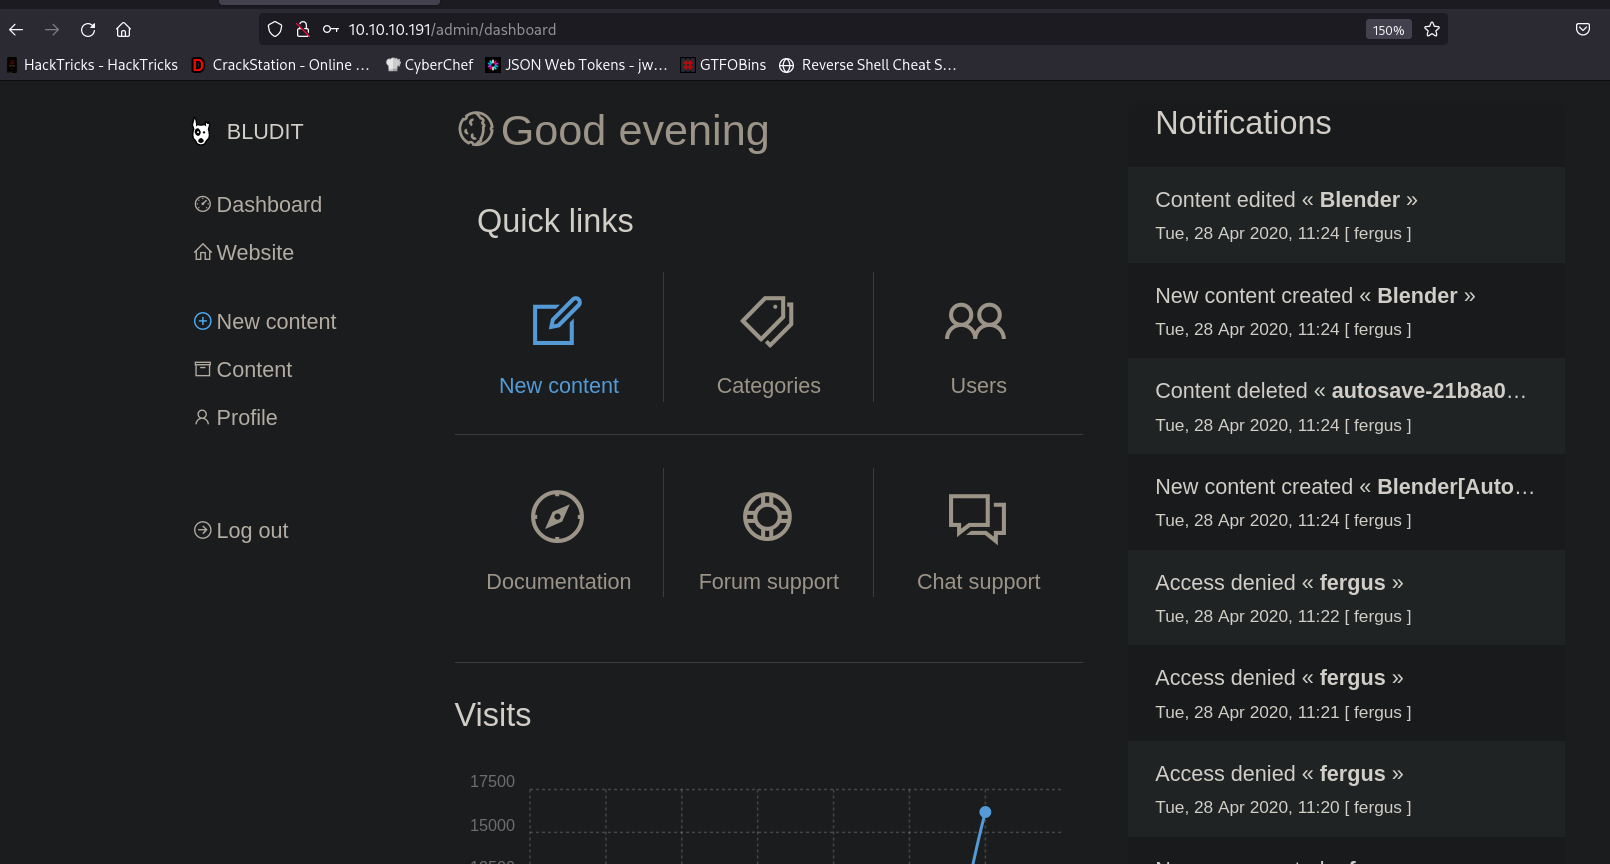 10.10.10.191/admin/dashboard
150%
HackTricks - HackTricks
CrackStation - Online ...
CyberChef
JSON Web Tokens - jw...
GTFOBins
Reverse Shell Cheat S...
BLUDIT
Dashboard
Website
New content
Content
Profile
Log out
Good evening
Quick links
New content
Categories
Users
Documentation
Forum support
Chat support
Visits
17500
15000
Notifications
Content edited « Blender »
Tue, 28 Apr 2020, 11:24 [ fergus ]
New content created « Blender »
Tue, 28 Apr 2020, 11:24 [ fergus ]
Content deleted « autosave-21b8a0...
Tue, 28 Apr 2020, 11:24 [ fergus ]
New content created « Blender[Auto...
Tue, 28 Apr 2020, 11:24 [ fergus ]
Access denied « fergus »
Tue, 28 Apr 2020, 11:22 [ fergus ]
Access denied « fergus »
Tue, 28 Apr 2020, 11:21 [ fergus ]
Access denied « fergus »
Tue, 28 Apr 2020, 11:20 [ fergus ]